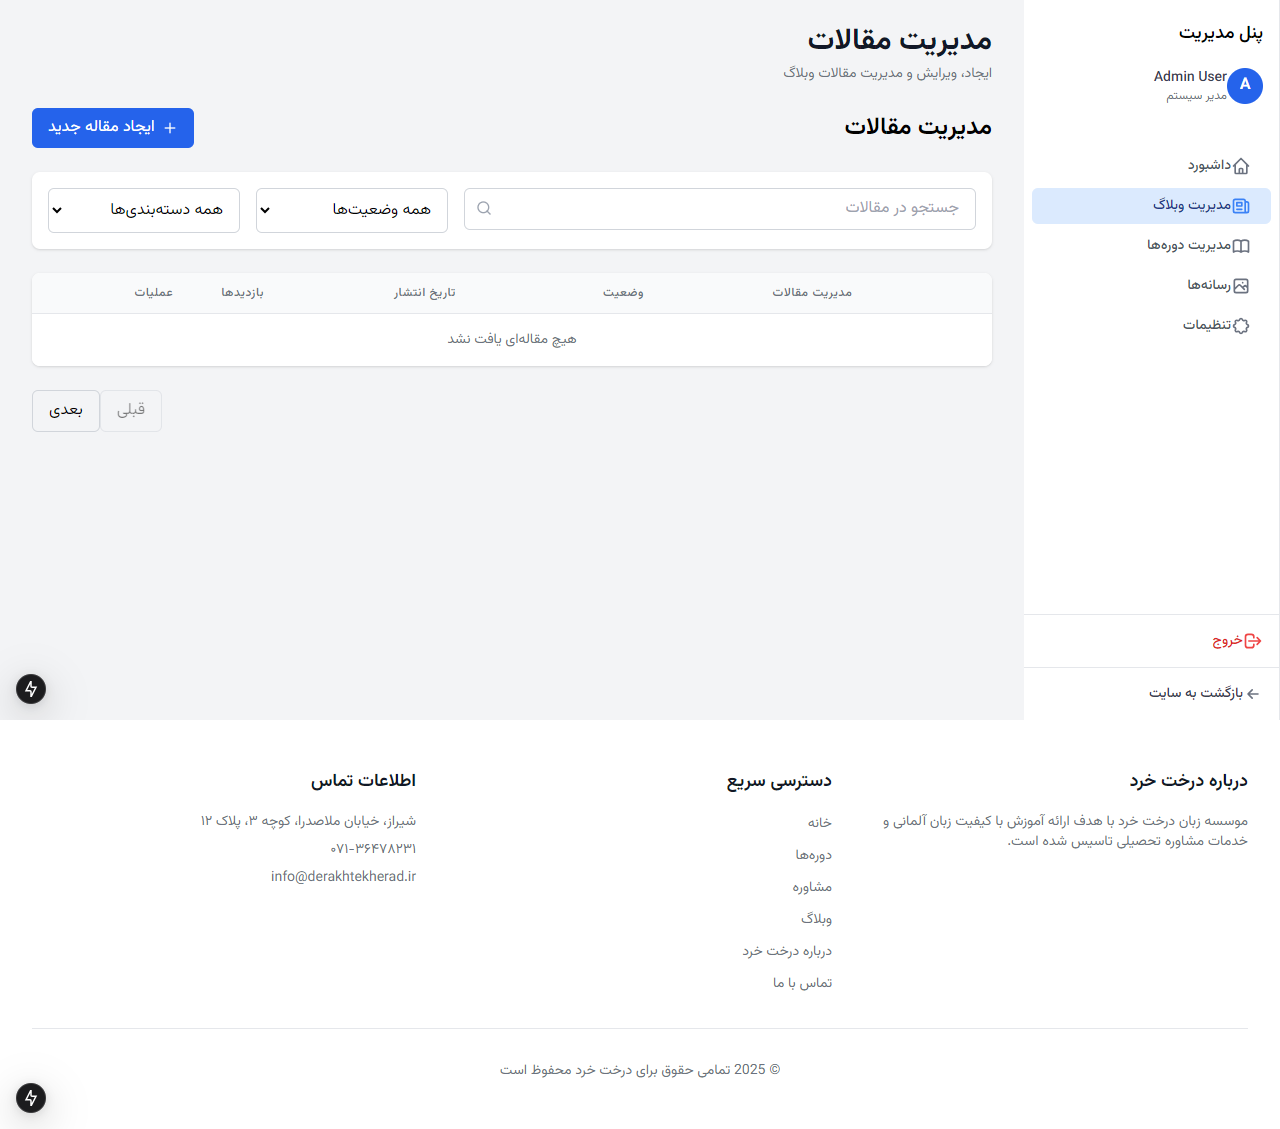 پنل مدیریت
A
Admin User
مدیر سیستم
داشبورد
مدیریت وبلاگ
مدیریت دوره‌ها
رسانه‌ها
تنظیمات
خروج
بازگشت به سایت
مدیریت مقالات
ایجاد، ویرایش و مدیریت مقالات وبلاگ
مدیریت مقالات
ایجاد مقاله جدید
جستجو در مقالات
همه وضعیت‌ها
همه دسته‌بندی‌ها
مدیریت مقالات وضعیت تاریخ انتشار بازدیدها عملیات
هیچ مقاله‌ای یافت نشد
قبلی
بعدی
درباره درخت خرد
موسسه زبان درخت خرد با هدف ارائه آموزش با کیفیت زبان آلمانی و
خدمات مشاوره تحصیلی تاسیس شده است.
دسترسی سریع
خانه
دوره‌ها
مشاوره
وبلاگ
درباره درخت خرد
تماس با ما
اطلاعات تماس
شیراز، خیابان ملاصدرا، کوچه ۳، پلاک ۱۲
۰۷۱-۳۶۴۷۸۲۳۱
info@derakhtekherad.ir
© 2025 تمامی حقوق برای درخت خرد محفوظ است